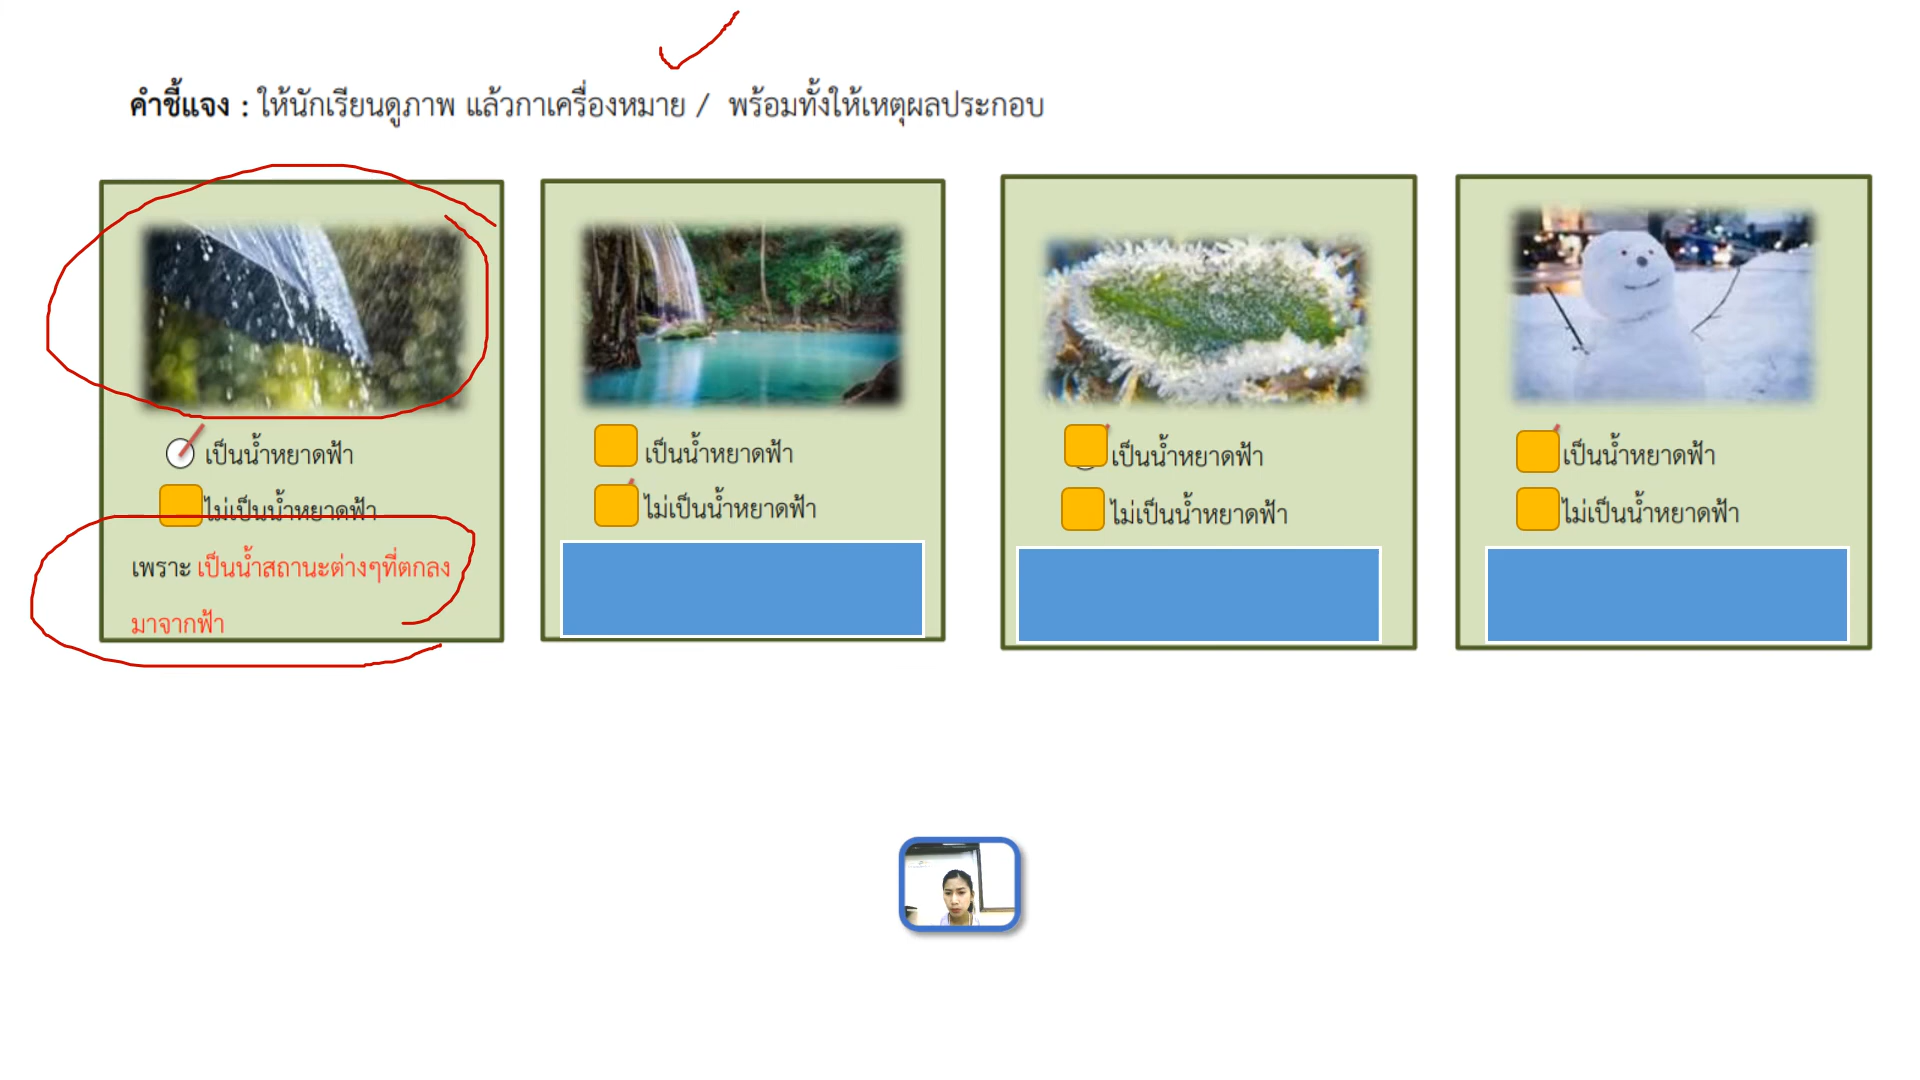 คำชี้แจง : ให้นักเรียนดูภาพ แล้วกาเครื่องหมาย / พร้อมทั้งให้เหตุผลประกอบ
เป็นน้ำหยาดฟ้า
ไม่เป็นน้ำหยาดฟ้า
เพราะ เป็นน้ำสถานะต่างๆที่ตกลง
มาจากฟ้า
เป็นน้ำหยาดฟ้า
ไม่เป็นน้ำหยาดฟ้า
เป็นน้ำหยาดฟ้า
ไม่เป็นน้ำหยาดฟ้า
เป็นน้ำหยาดฟ้า
ไม่เป็นน้ำหยาดฟ้า